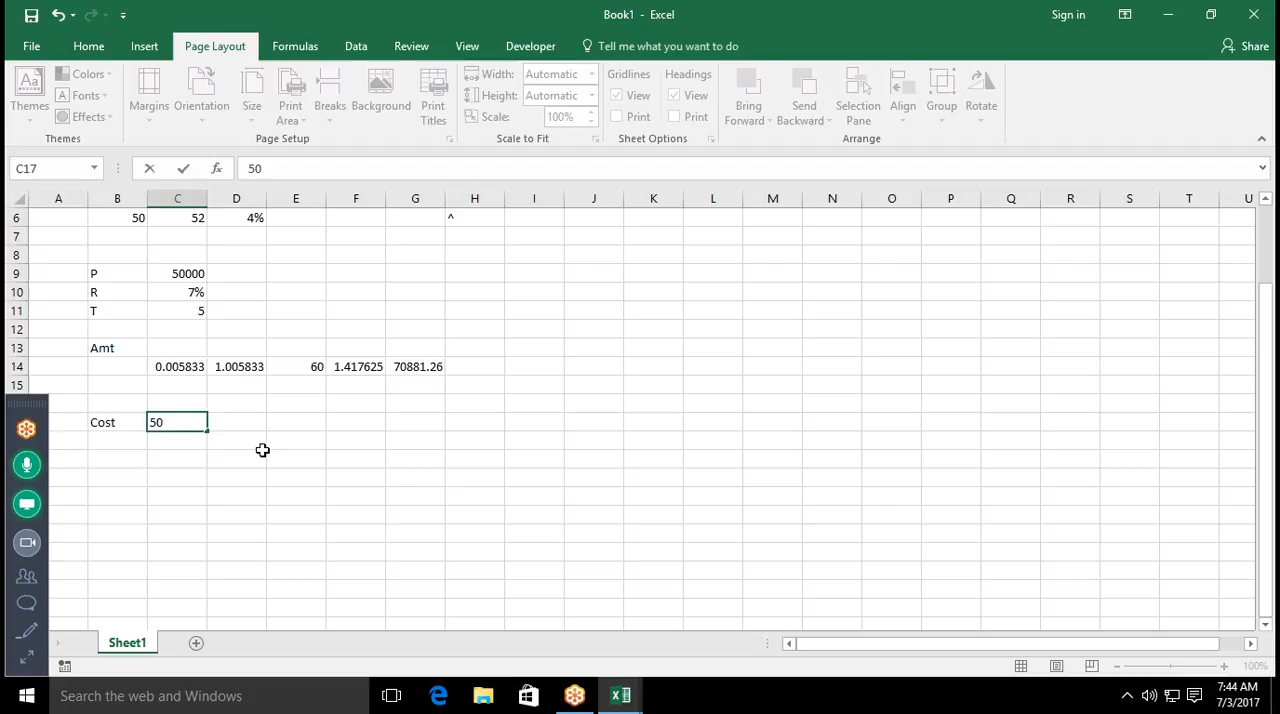 Book1 - Excel
Sign in
File Home Insert Page Layout Formulas Data Review View Developer Tell me what you want to do Share
Themes
Colors
Fonts
Effects
Themes
Margins
Orientation
Size
Print Area
Breaks
Background
Print Titles
Page Setup
Width: Automatic
Height: Automatic
Scale: 100%
Scale to Fit
Gridlines
View
Print
Headings
View
Print
Sheet Options
Bring Forward
Send Backward
Selection Pane
Align
Group
Rotate
Arrange
C17 fx 50
A B C D E F G H I J K L M N O P Q R S T U
6 50 52 4% ^
7
8
9 P 50000
10 R 7%
11 T 5
12
13 Amt
14 0.005833 1.005833 60 1.417625 70881.26
15
Cost 50
Sheet1
100%
Search the web and Windows
7:44 AM
7/3/2017